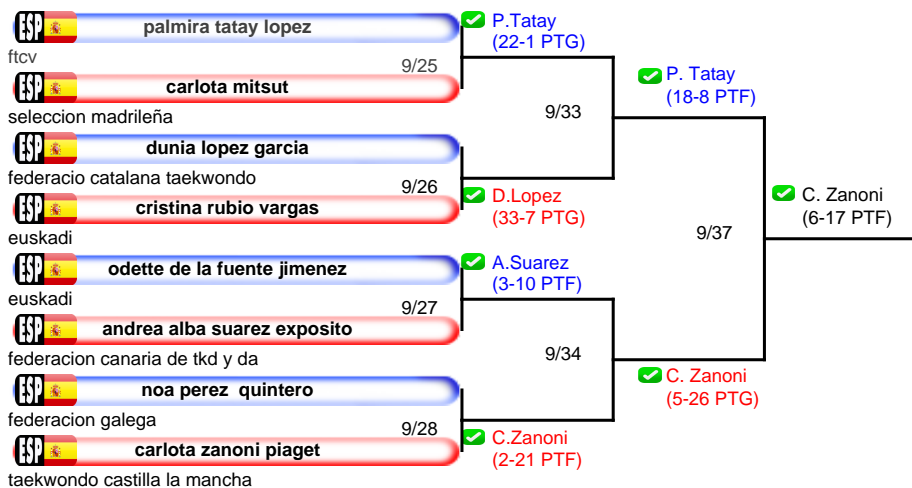 ESP palmira tatay lopez
ftcv
9/25
ESP carlota mitsut
seleccion madrileña
ESP dunia lopez garcia
federacio catalana taekwondo
9/26
ESP cristina rubio vargas
euskadi
ESP odette de la fuente jimenez
euskadi
9/27
ESP andrea alba suarez exposito
federacion canaria de tkd y da
ESP noa perez quintero
federacion galega
9/28
ESP carlota zanoni piaget
taekwondo castilla la mancha
P.Tatay
(22-1 PTG)
9/33
D.Lopez
(33-7 PTG)
A.Suarez
(3-10 PTF)
9/34
C.Zanoni
(2-21 PTF)
P. Tatay
(18-8 PTF)
9/37
C. Zanoni
(5-26 PTG)
C. Zanoni
(6-17 PTF)